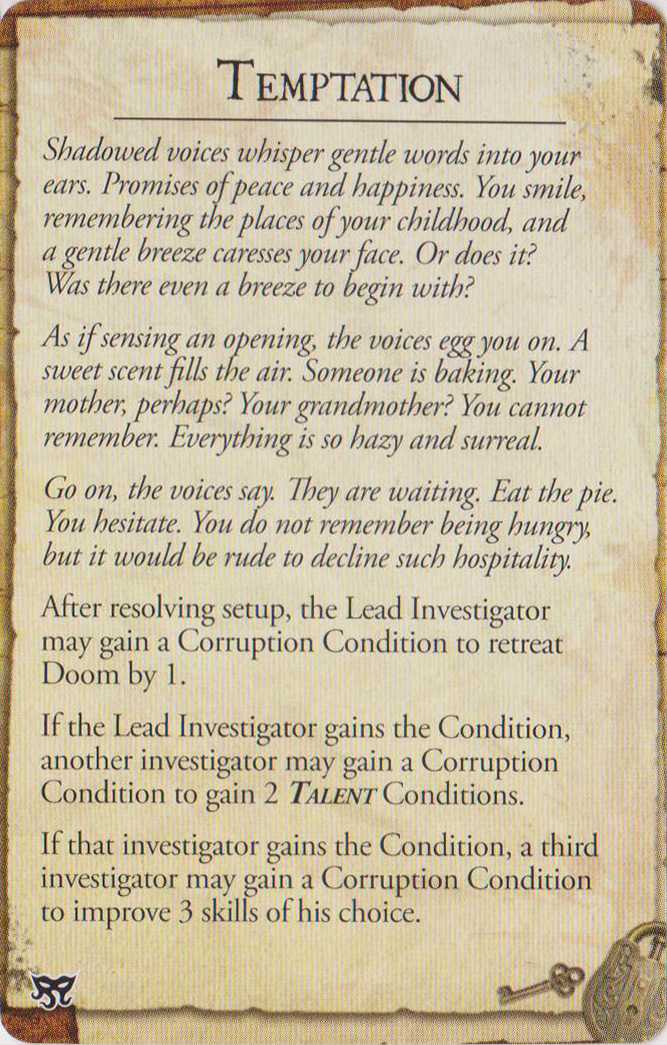 TEMPTATION
Shadowed voices whisper gentle words into your
ears. Promises of peace and happiness. You smile,
remembering the places of your childhood, and
a gentle breeze caresses your face. Or does it?
Was there even a breeze to begin with?
As if sensing an opening, the voices egg you on. A
sweet scent fills the air. Someone is baking. Your
mother, perhaps? Your grandmother? You cannot
remember. Everything is so hazy and surreal.
Go on, the voices say. They are waiting. Eat the pie.
You hesitate. You do not remember being hungry,
but it would be rude to decline such hospitality.
After resolving setup, the Lead Investigator
may gain a Corruption Condition to retreat
Doom by 1.
If the Lead Investigator gains the Condition,
another investigator may gain a Corruption
Condition to gain 2 TALENT Conditions.
If that investigator gains the Condition, a third
investigator may gain a Corruption Condition
to improve 3 skills of his choice.